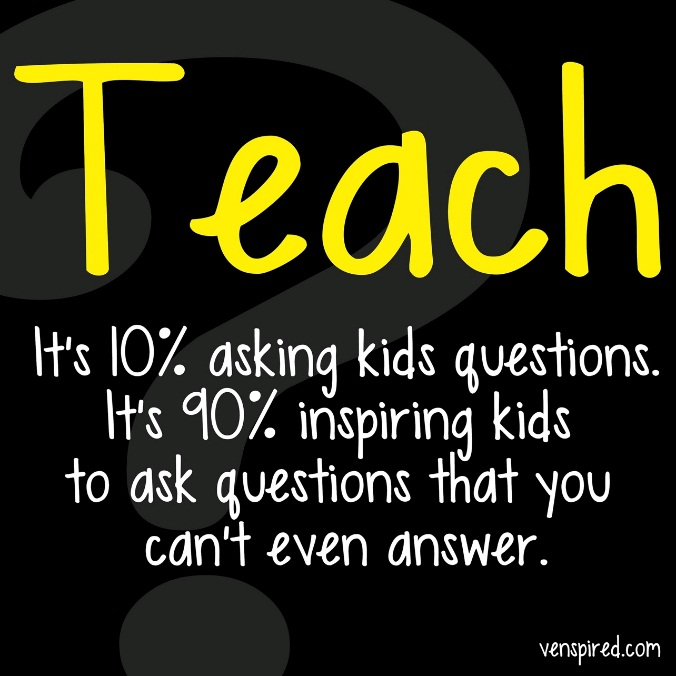 Teach
It's 10% asking kids questions.
It's 90% inspiring kids
to ask questions that you
can't even answer.
venspired.com